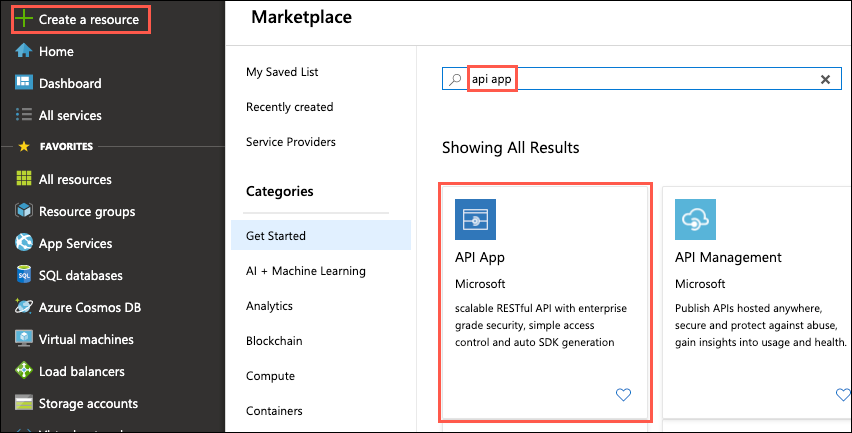 Create a resource
Home
Dashboard
All services
FAVORITES
All resources
Resource groups
App Services
SQL databases
Azure Cosmos DB
Virtual machines
Load balancers
Storage accounts
Marketplace
My Saved List
Recently created
Service Providers
Categories
Get Started
AI + Machine Learning
Analytics
Blockchain
Compute
Containers
api app
Showing All Results
API App
Microsoft
scalable RESTful API with enterprise
grade security, simple access
control and auto SDK generation
API Management
Microsoft
Publish APIs hosted anywhere,
secure and protect against abuse,
gain insights into usage and health.